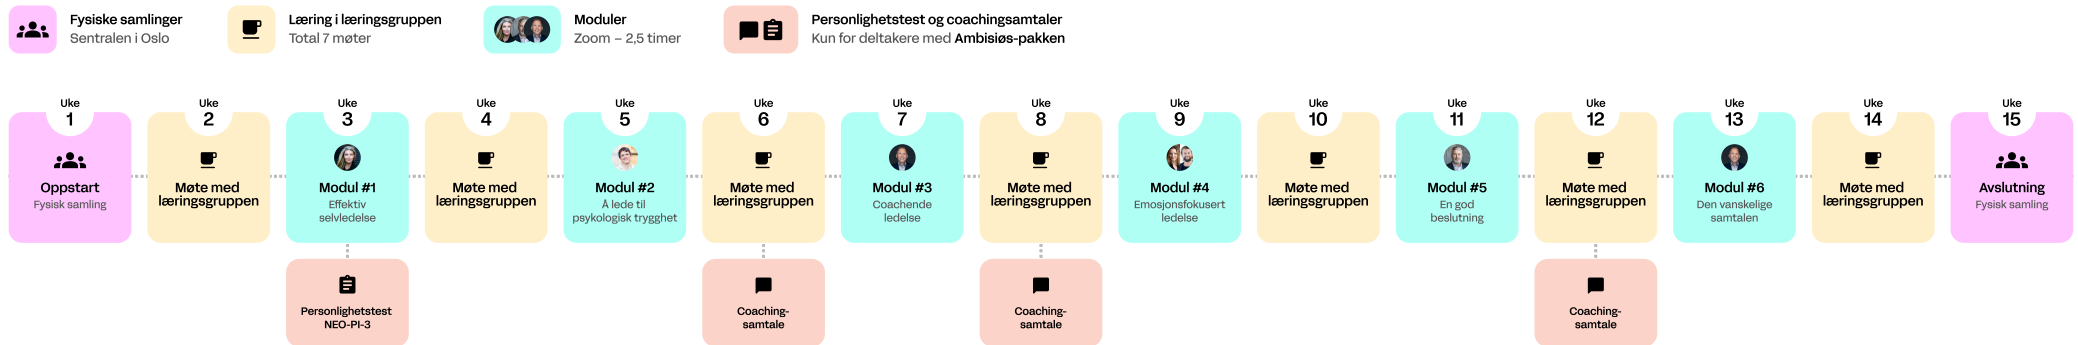 Fysiske samlinger
Sentralen i Oslo
Læring i læringsgruppen
Total 7 møter
Moduler
Zoom – 2,5 timer
Personlighetstest og coachingsamtaler
Kun for deltakere med Ambisiøs-pakken
Uke
1
Oppstart
Fysisk samling
Uke
2
Møte med
læringsgruppen
Uke
3
Modul #1
Effektiv
selvledelse
Personlighetstest
NEO-PI-3
Uke
4
Møte med
læringsgruppen
Uke
5
Modul #2
Å lede til
psykologisk trygghet
Uke
6
Møte med
læringsgruppen
Coaching-
samtale
Uke
7
Modul #3
Coachende
ledelse
Uke
8
Møte med
læringsgruppen
Coaching-
samtale
Uke
9
Modul #4
Emosjonsfokusert
ledelse
Uke
10
Møte med
læringsgruppen
Uke
11
Modul #5
En god
beslutning
Uke
12
Møte med
læringsgruppen
Coaching-
samtale
Uke
13
Modul #6
Den vanskelige
samtalen
Uke
14
Møte med
læringsgruppen
Uke
15
Avslutning
Fysisk samling